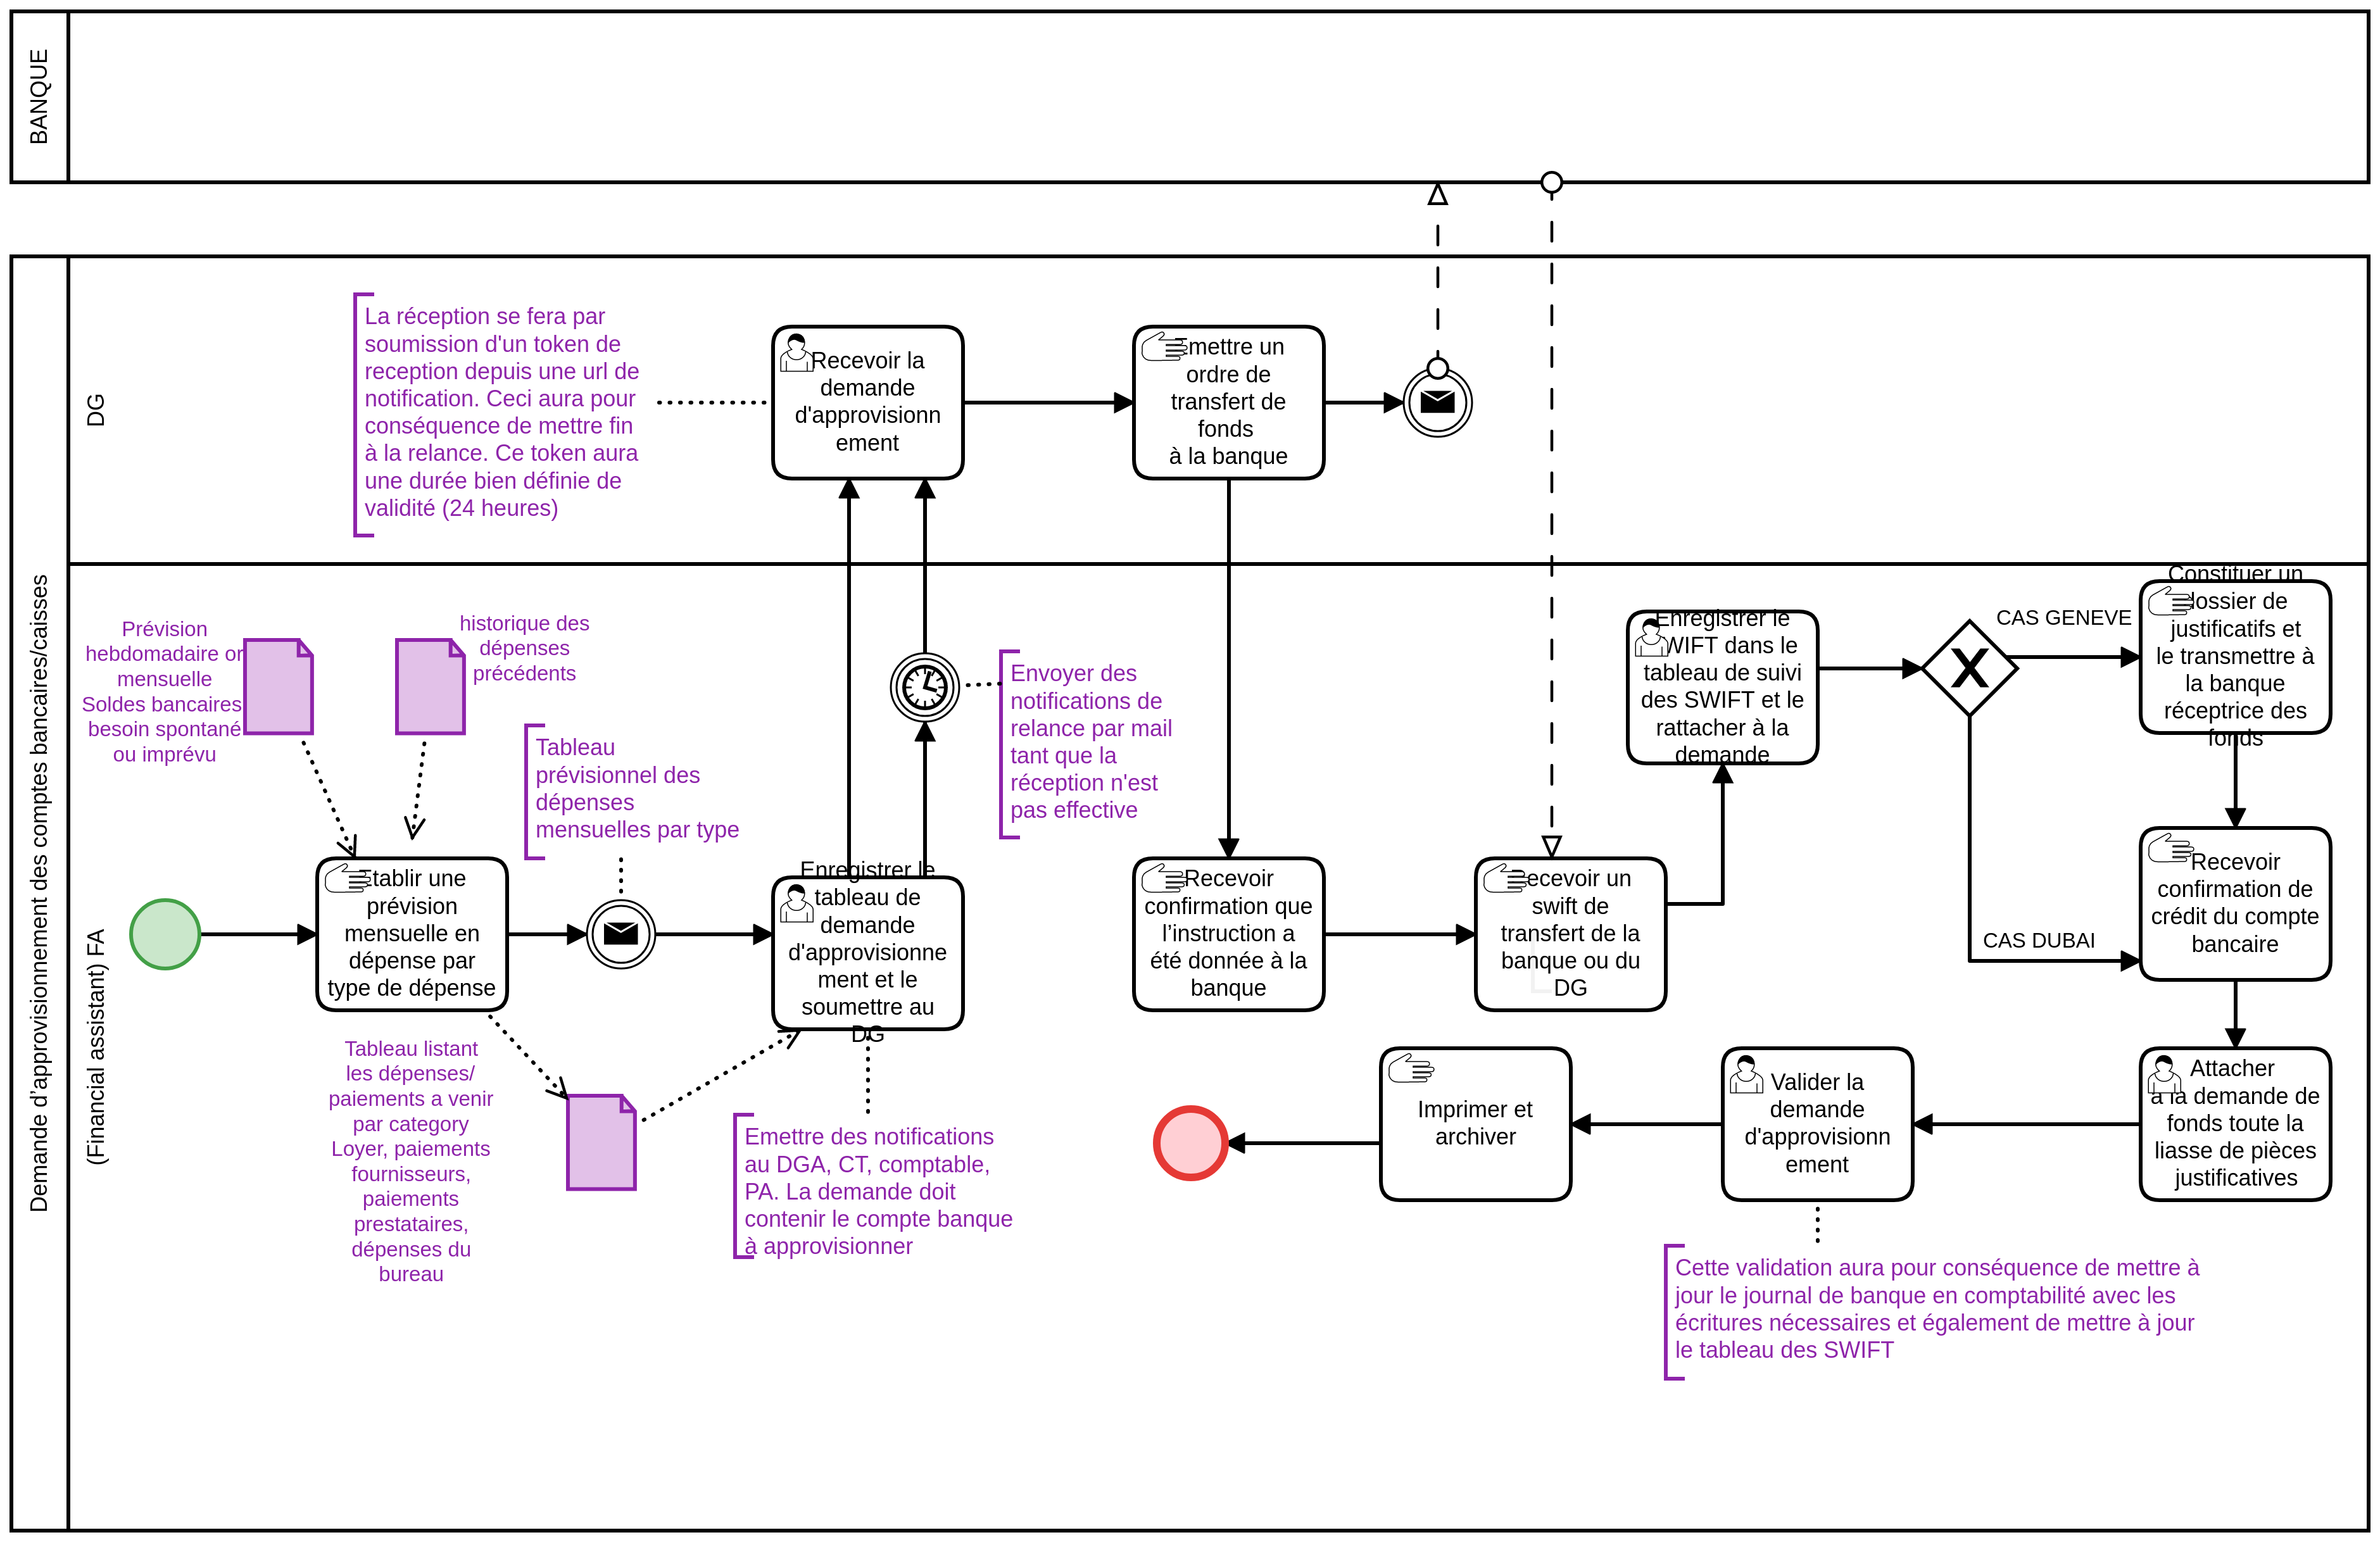 BANQUE
Demande d'approvisionnement des comptes bancaires/caisses
DG
La réception se fera par
soumission d'un token de
reception depuis une url de
notification. Ceci aura pour
conséquence de mettre fin
à la relance. Ce token aura
une durée bien définie de
validité (24 heures)
Recevoir la
demande
d'approvisionn
ement
Emettre un
ordre de
transfert de
fonds
à la banque
(Financial assistant) FA
Prévision
hebdomadaire or
mensuelle
Soldes bancaires
besoin spontané
ou imprévu
historique des
dépenses
précédents
Tableau
prévisionnel des
dépenses
mensuelles par type
Envoyer des
notifications de
relance par mail
tant que la
réception n'est
pas effective
Etablir une
prévision
mensuelle en
dépense par
type de dépense
Enregistrer le
tableau de
demande
d'approvisionne
ment et le
soumettre au
DG
Recevoir
confirmation que
l’instruction a
été donnée à la
banque
Recevoir un
swift de
transfert de la
banque ou du
DG
Enregistrer le
SWIFT dans le
tableau de suivi
des SWIFT et le
rattacher à la
demande
CAS GENEVE
CAS DUBAI
Constituer un
dossier de
justificatifs et
le transmettre à
la banque
réceptrice des
fonds
Recevoir
confirmation de
crédit du compte
bancaire
Attacher
à la demande de
fonds toute la
liasse de pièces
justificatives
Valider la
demande
d'approvisionn
ement
Imprimer et
archiver
Tableau listant
les dépenses/
paiements a venir
par category
Loyer, paiements
fournisseurs,
paiements
prestataires,
dépenses du
bureau
Emettre des notifications
au DGA, CT, comptable,
PA. La demande doit
contenir le compte banque
à approvisionner
Cette validation aura pour conséquence de mettre à
jour le journal de banque en comptabilité avec les
écritures nécessaires et également de mettre à jour
le tableau des SWIFT